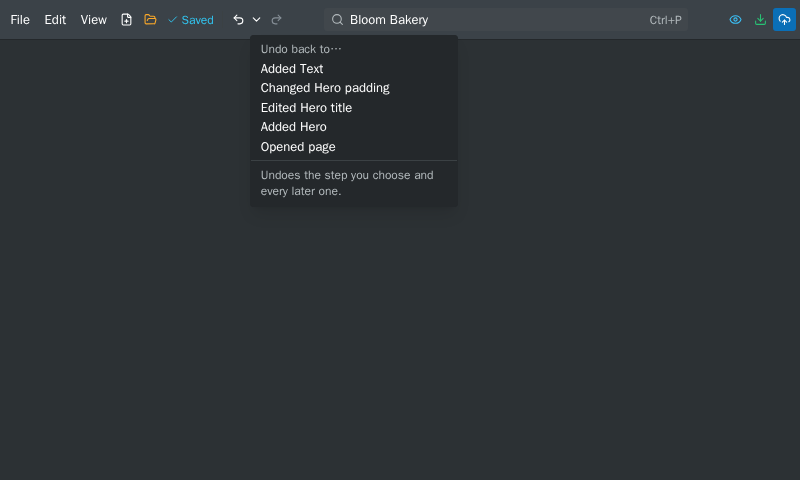 File Edit View Saved Bloom Bakery Ctrl+P
Undo back to⋯
Added Text
Changed Hero padding
Edited Hero title
Added Hero
Opened page
Undoes the step you choose and
every later one.